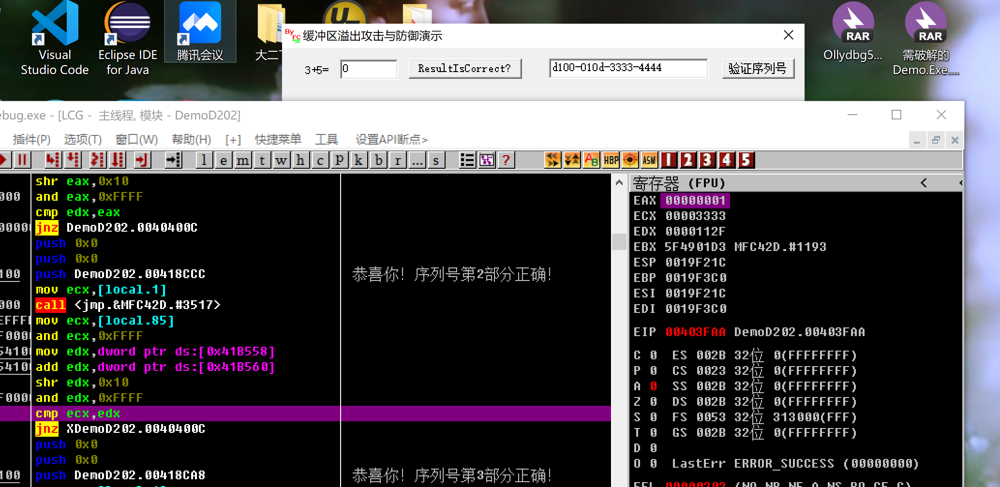 Visual
Studio Code
Eclipse IDE
for Java
腾讯会议
大二
RAR
Ollydbg5...
RAR
需破解的
Demo.Exe....
By FC 缓冲区溢出攻击与防御演示
3+5= 0 ResultIsCorrect? d100-010d-3333-4444 验证序列号
ebug.exe - [LCG - 主线程, 模块 - DemoD202]
插件(P) 选项(T) 窗口(W) 帮助(H) [+] 快捷菜单 工具 设置API断点>
l e m t w h c P k b r ... s ? AB HBP ASM 1 2 3 4 5
shr eax,0x10
000 and eax,0xFFFF
cmp edx,eax
0000 jnz DemoD202.0040400C
push 0x0
push 0x0
100 push DemoD202.00418CCC 恭喜你! 序列号第2部分正确!
mov ecx,[local.1]
000 call <jmp.&MFC42D.#3517>
EFFF mov ecx,[local.85]
F000 and ecx,0xFFFF
5410 mov edx,dword ptr ds:[0x41B558]
5410 add edx,dword ptr ds:[0x41B560]
shr edx,0x10
F000 and edx,0xFFFF
cmp ecx,edx
jnz XDemoD202.0040400C
push 0x0
push 0x0
100 push DemoD202.00418CA8 恭喜你! 序列号第3部分正确!
寄存器 (FPU) < <
EAX 00000001
ECX 00003333
EDX 0000112F
EBX 5F4901D3 MFC42D.#1193
ESP 0019F21C
EBP 0019F3C0
ESI 0019F21C
EDI 0019F3C0
EIP 00403FAA DemoD202.00403FAA
C 0 ES 002B 32位 0(FFFFFFFF)
P 0 CS 0023 32位 0(FFFFFFFF)
A 0 SS 002B 32位 0(FFFFFFFF)
Z 0 DS 002B 32位 0(FFFFFFFF)
S 0 FS 0053 32位 313000(FFF)
T 0 GS 002B 32位 0(FFFFFFFF)
D 0
O 0 LastErr ERROR_SUCCESS (00000000)